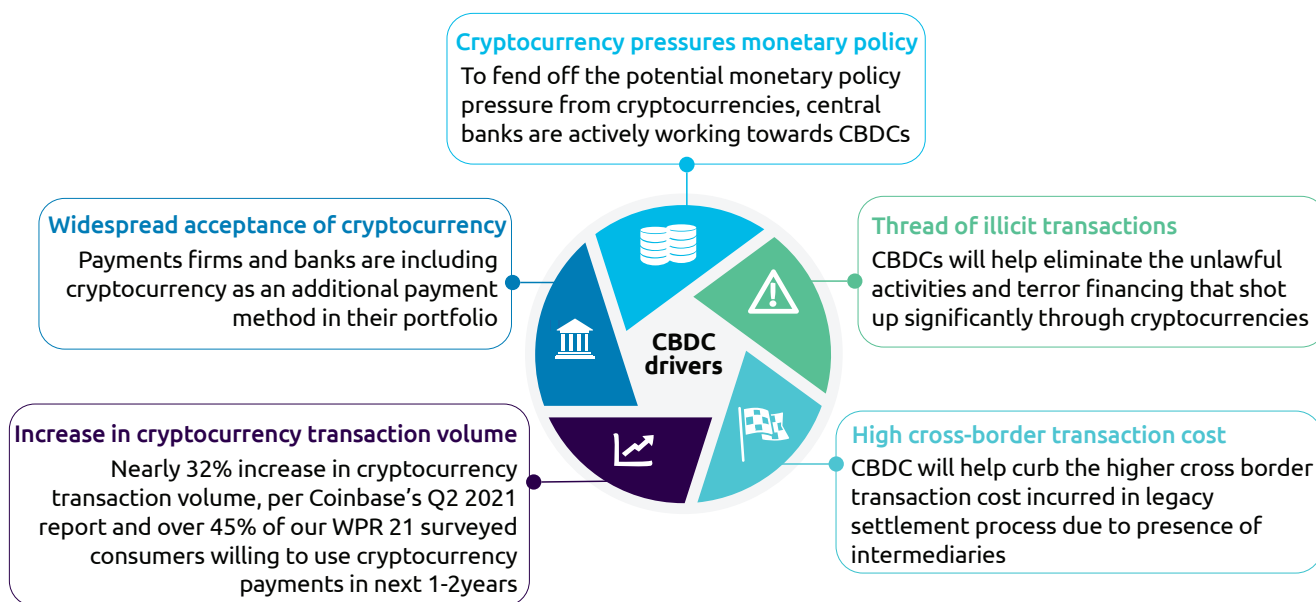 Cryptocurrency pressures monetary policy
To fend off the potential monetary policy
pressure from cryptocurrencies, central
banks are actively working towards CBDCs
Widespread acceptance of cryptocurrency
Payments firms and banks are including
cryptocurrency as an additional payment
method in their portfolio
Thread of illicit transactions
CBDCs will help eliminate the unlawful
activities and terror financing that shot
up significantly through cryptocurrencies
CBDC
drivers
Increase in cryptocurrency transaction volume
Nearly 32% increase in cryptocurrency
transaction volume, per Coinbase’s Q2 2021
report and over 45% of our WPR 21 surveyed
consumers willing to use cryptocurrency
payments in next 1-2years
High cross-border transaction cost
CBDC will help curb the higher cross border
transaction cost incurred in legacy
settlement process due to presence of
intermediaries